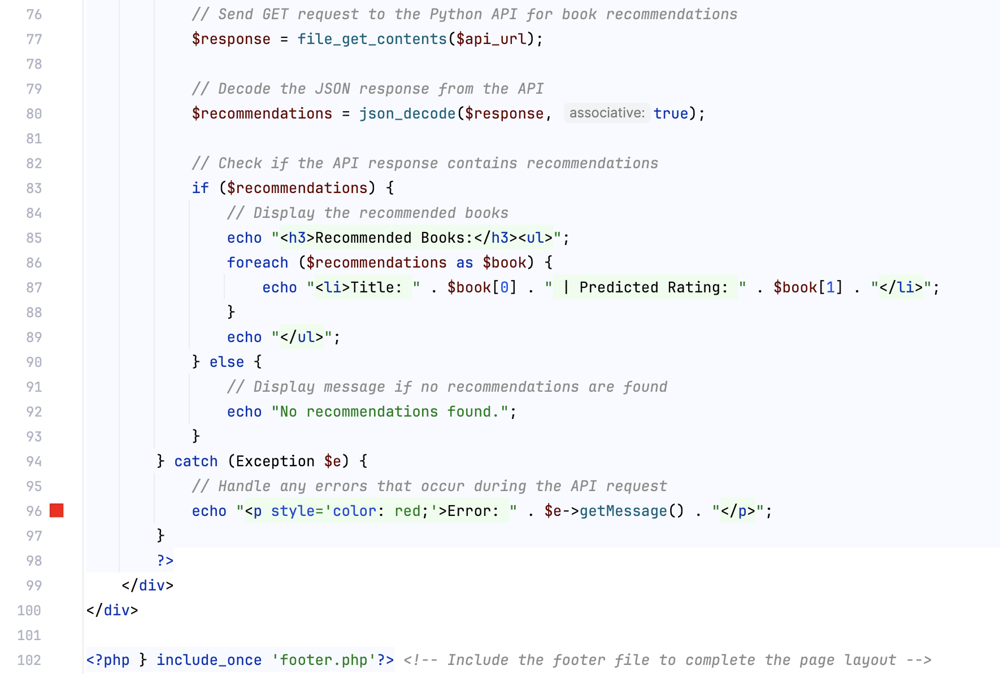 76 // Send GET request to the Python API for book recommendations
77 $response = file_get_contents($api_url);
78
79 // Decode the JSON response from the API
80 $recommendations = json_decode($response, associative: true);
81
82 // Check if the API response contains recommendations
83 if ($recommendations) {
84 // Display the recommended books
85 echo "<h3>Recommended Books:</h3><ul>";
86 foreach ($recommendations as $book) {
87 echo "<li>Title: " . $book[0] . " | Predicted Rating: " . $book[1] . "</li>";
88 }
89 echo "</ul>";
90 } else {
91 // Display message if no recommendations are found
92 echo "No recommendations found.";
93 }
94 } catch (Exception $e) {
95 // Handle any errors that occur during the API request
96 echo "<p style='color: red;'>Error: " . $e->getMessage() . "</p>";
97 }
98 ?>
99 </div>
100 </div>
101
102 <?php } include_once 'footer.php'?> <!-- Include the footer file to complete the page layout -->